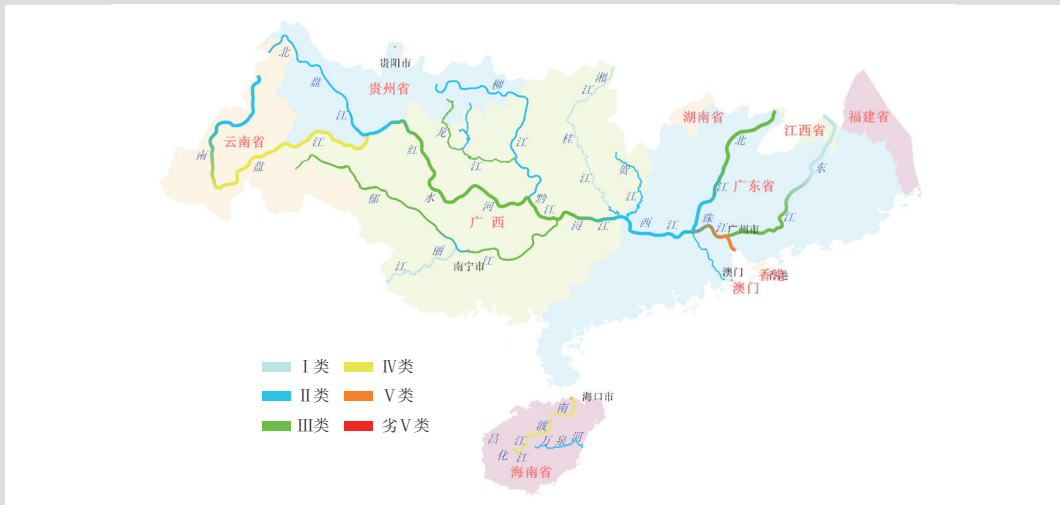 北
盘
江
贵阳市
贵州省
云南省
南
盘
江
柳
江
龙
江
湘
江
桂
江
贺
江
湖南省
江西省
福建省
北
江
广东省
东
江
红
水
河
黔
江
广 西
郁
江
浔
江
西
江
珠
江
广州市
丽
江
南宁市
澳门
澳门
香港
香港
Ⅰ类
Ⅳ类
Ⅱ类
Ⅴ类
Ⅲ类
劣Ⅴ类
海口市
南
渡
江
万
泉
河
昌
化
江
海南省